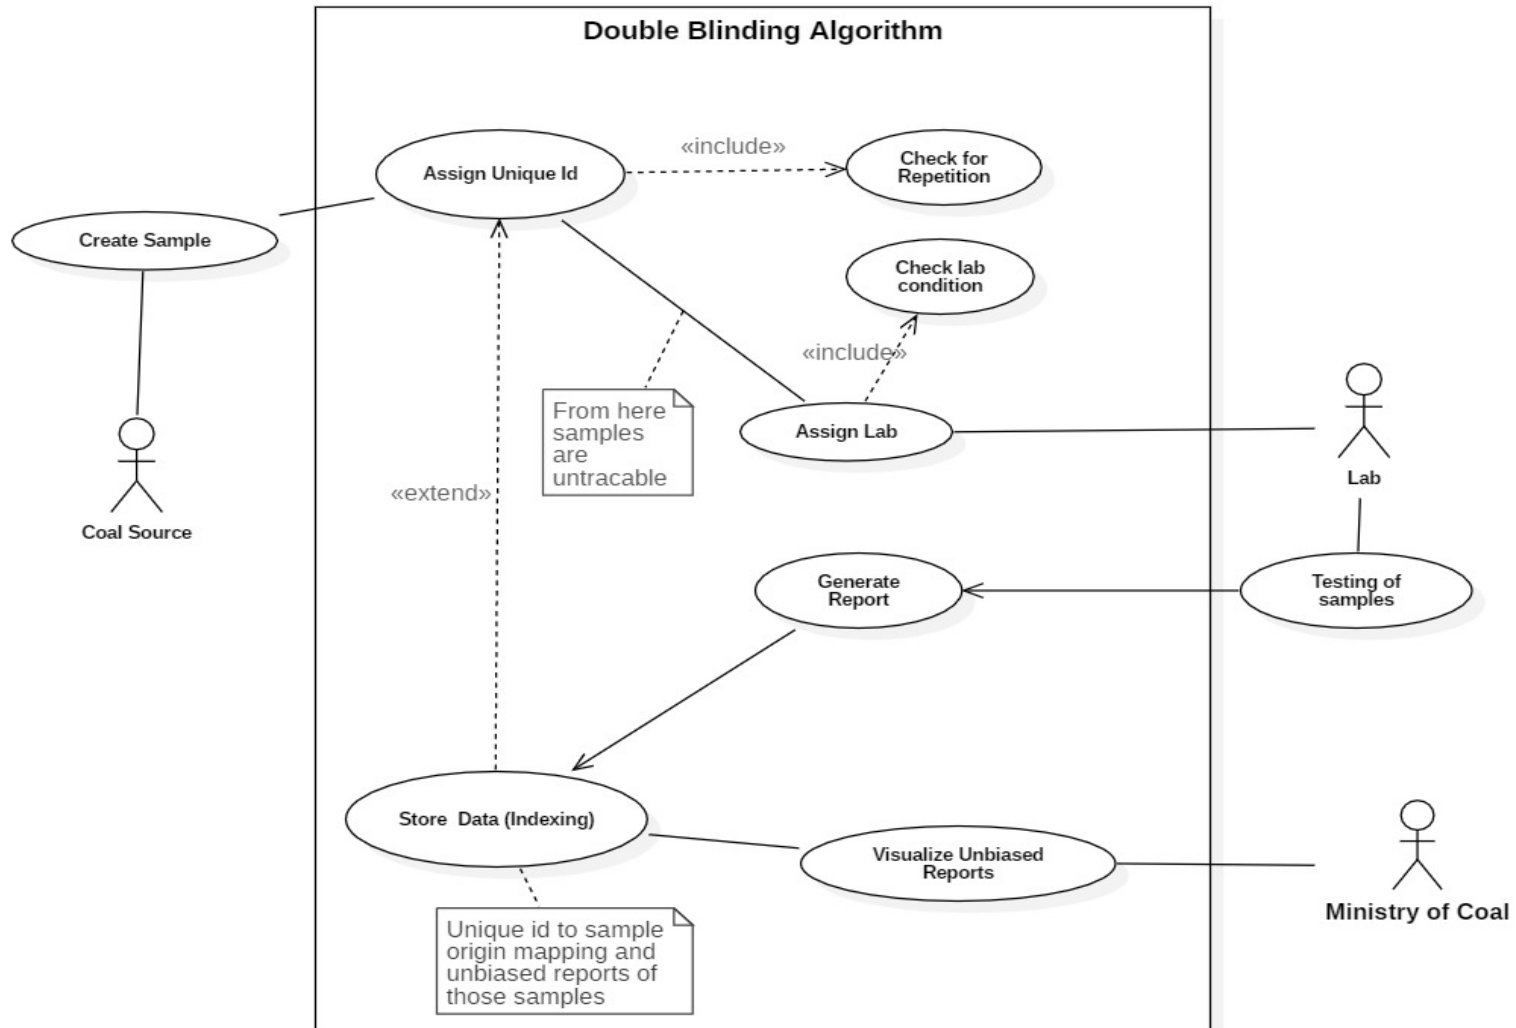 Double Blinding Algorithm
Assign Unique Id
«include»
Check for
Repetition
Create Sample
Check lab
condition
«include»
From here
samples
are
untracable
Assign Lab
Lab
«extend»
Coal Source
Generate
Report
Testing of
samples
Store  Data (Indexing)
Visualize Unbiased
Reports
Ministry of Coal
Unique id to sample
origin mapping and
unbiased reports of
those samples